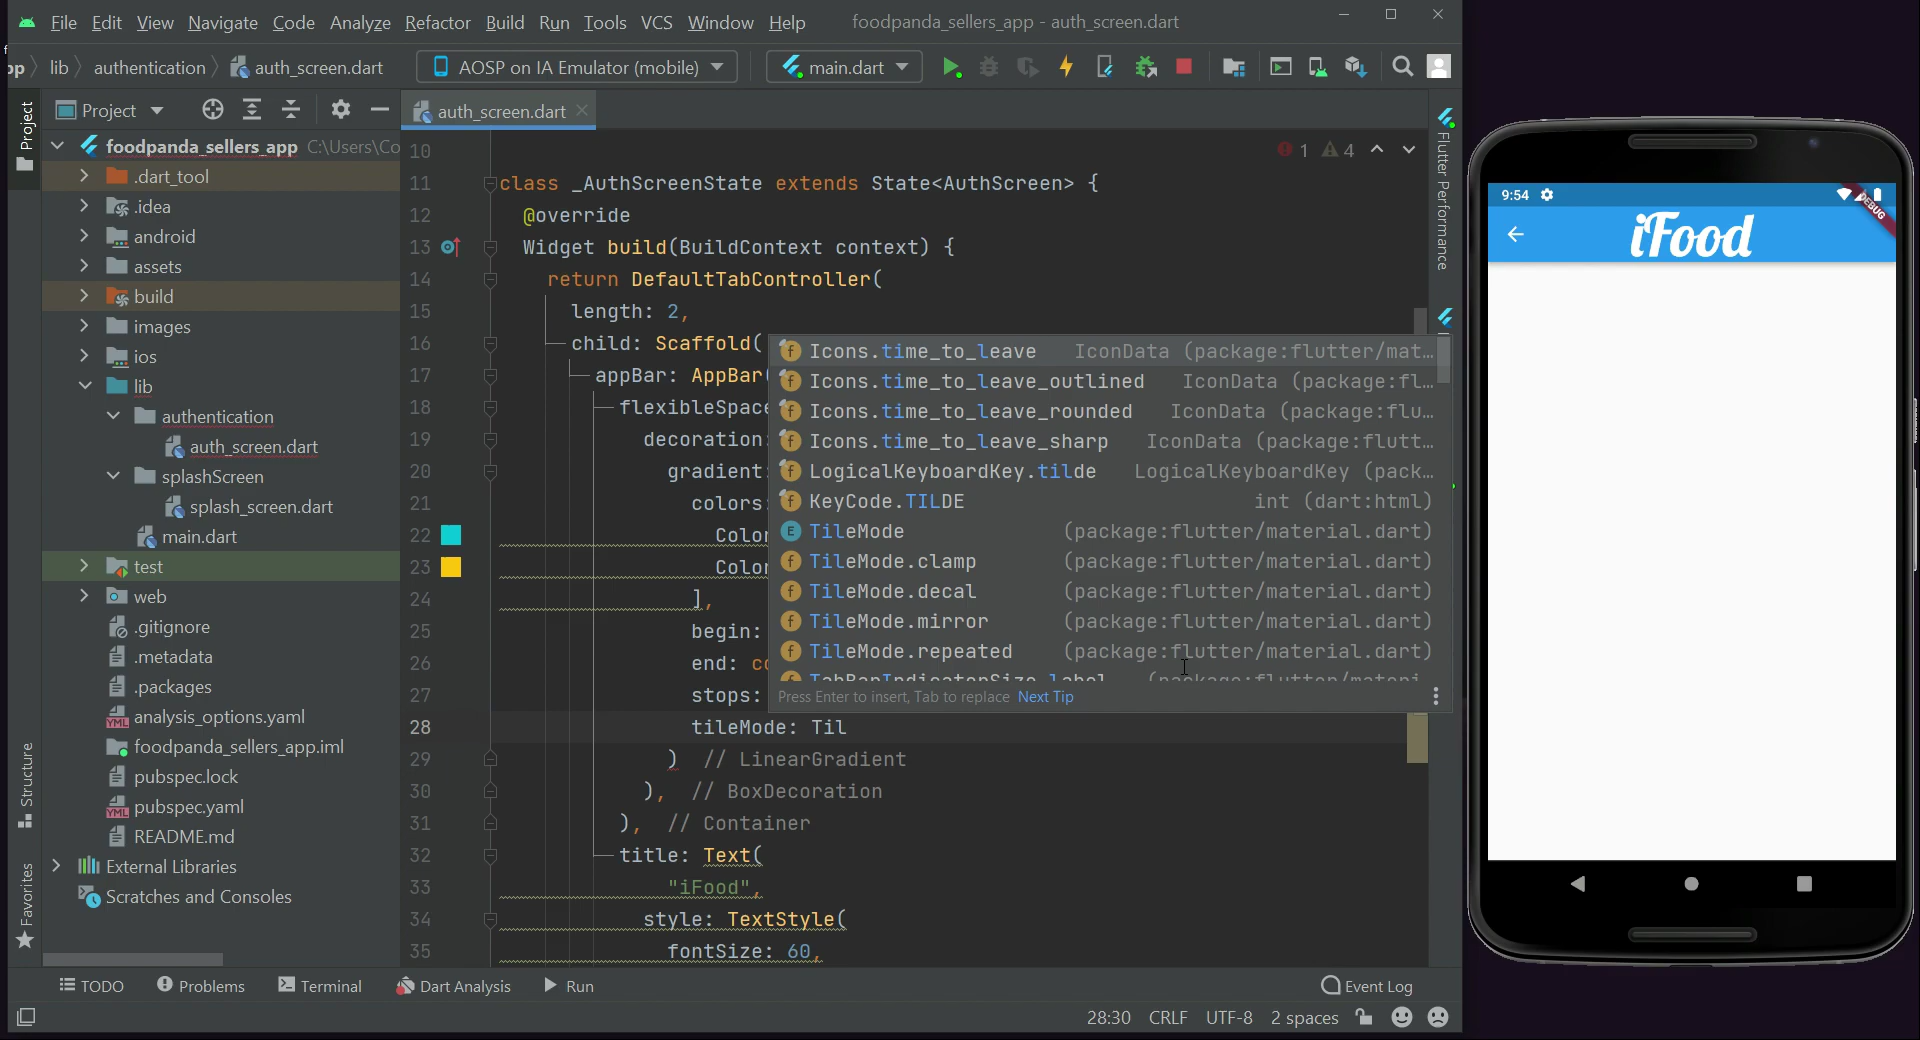 File Edit View Navigate Code Analyze Refactor Build Run Tools VCS Window Help foodpanda_sellers_app - auth_screen.dart
pp lib authentication auth_screen.dart AOSP on IA Emulator (mobile) main.dart
Project
Project
auth_screen.dart
foodpanda_sellers_app C:\Users\Co
.dart_tool
.idea
android
assets
build
images
ios
lib
authentication
auth_screen.dart
splashScreen
splash_screen.dart
main.dart
test
web
.gitignore
.metadata
.packages
analysis_options.yaml
foodpanda_sellers_app.iml
pubspec.lock
pubspec.yaml
README.md
External Libraries
Scratches and Consoles
Structure
Favorites
10
1 4
11 class _AuthScreenState extends State<AuthScreen> {
12 @override
13 Widget build(BuildContext context) {
14 return DefaultTabController(
15 length: 2,
16 child: Scaffold(
17 appBar: AppBar(
18 flexibleSpace
19 decoration:
20 gradient:
21 colors:
22 Color
23 Color
24 ],
25 begin:
26 end: co
27 stops:
28 tileMode: Til
29 ) // LinearGradient
30 ), // BoxDecoration
31 ), // Container
32 title: Text(
33 "iFood",
34 style: TextStyle(
35 fontSize: 60,
Icons.time_to_leave IconData (package:flutter/mat…
Icons.time_to_leave_outlined IconData (package:fl…
Icons.time_to_leave_rounded IconData (package:flu…
Icons.time_to_leave_sharp IconData (package:flutt…
LogicalKeyboardKey.tilde LogicalKeyboardKey (pack…
KeyCode.TILDE int (dart:html)
TileMode (package:flutter/material.dart)
TileMode.clamp (package:flutter/material.dart)
TileMode.decal (package:flutter/material.dart)
TileMode.mirror (package:flutter/material.dart)
TileMode.repeated (package:flutter/material.dart)
TabBarIndicatorSize.label (package:flutter/materi…
Press Enter to insert, Tab to replace Next Tip
Flutter Performance
TODO Problems Terminal Dart Analysis Run Event Log
28:30 CRLF UTF-8 2 spaces
9:54
DEBUG
iFood